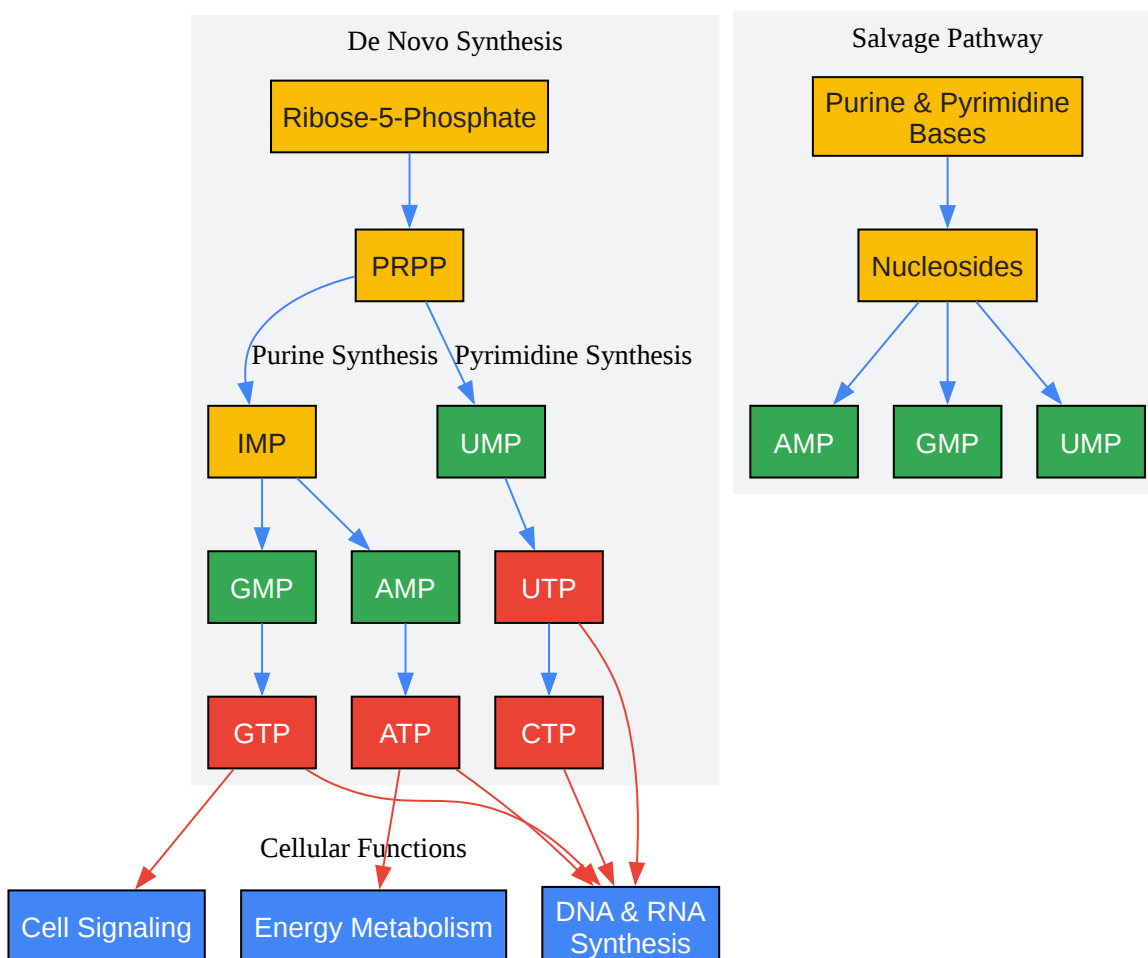 De Novo Synthesis
Ribose-5-Phosphate
PRPP
Purine Synthesis
Pyrimidine Synthesis
IMP
UMP
GMP
AMP
UTP
GTP
ATP
CTP
Salvage Pathway
Purine & Pyrimidine
Bases
Nucleosides
AMP
GMP
UMP
Cellular Functions
Cell Signaling
Energy Metabolism
DNA & RNA
Synthesis